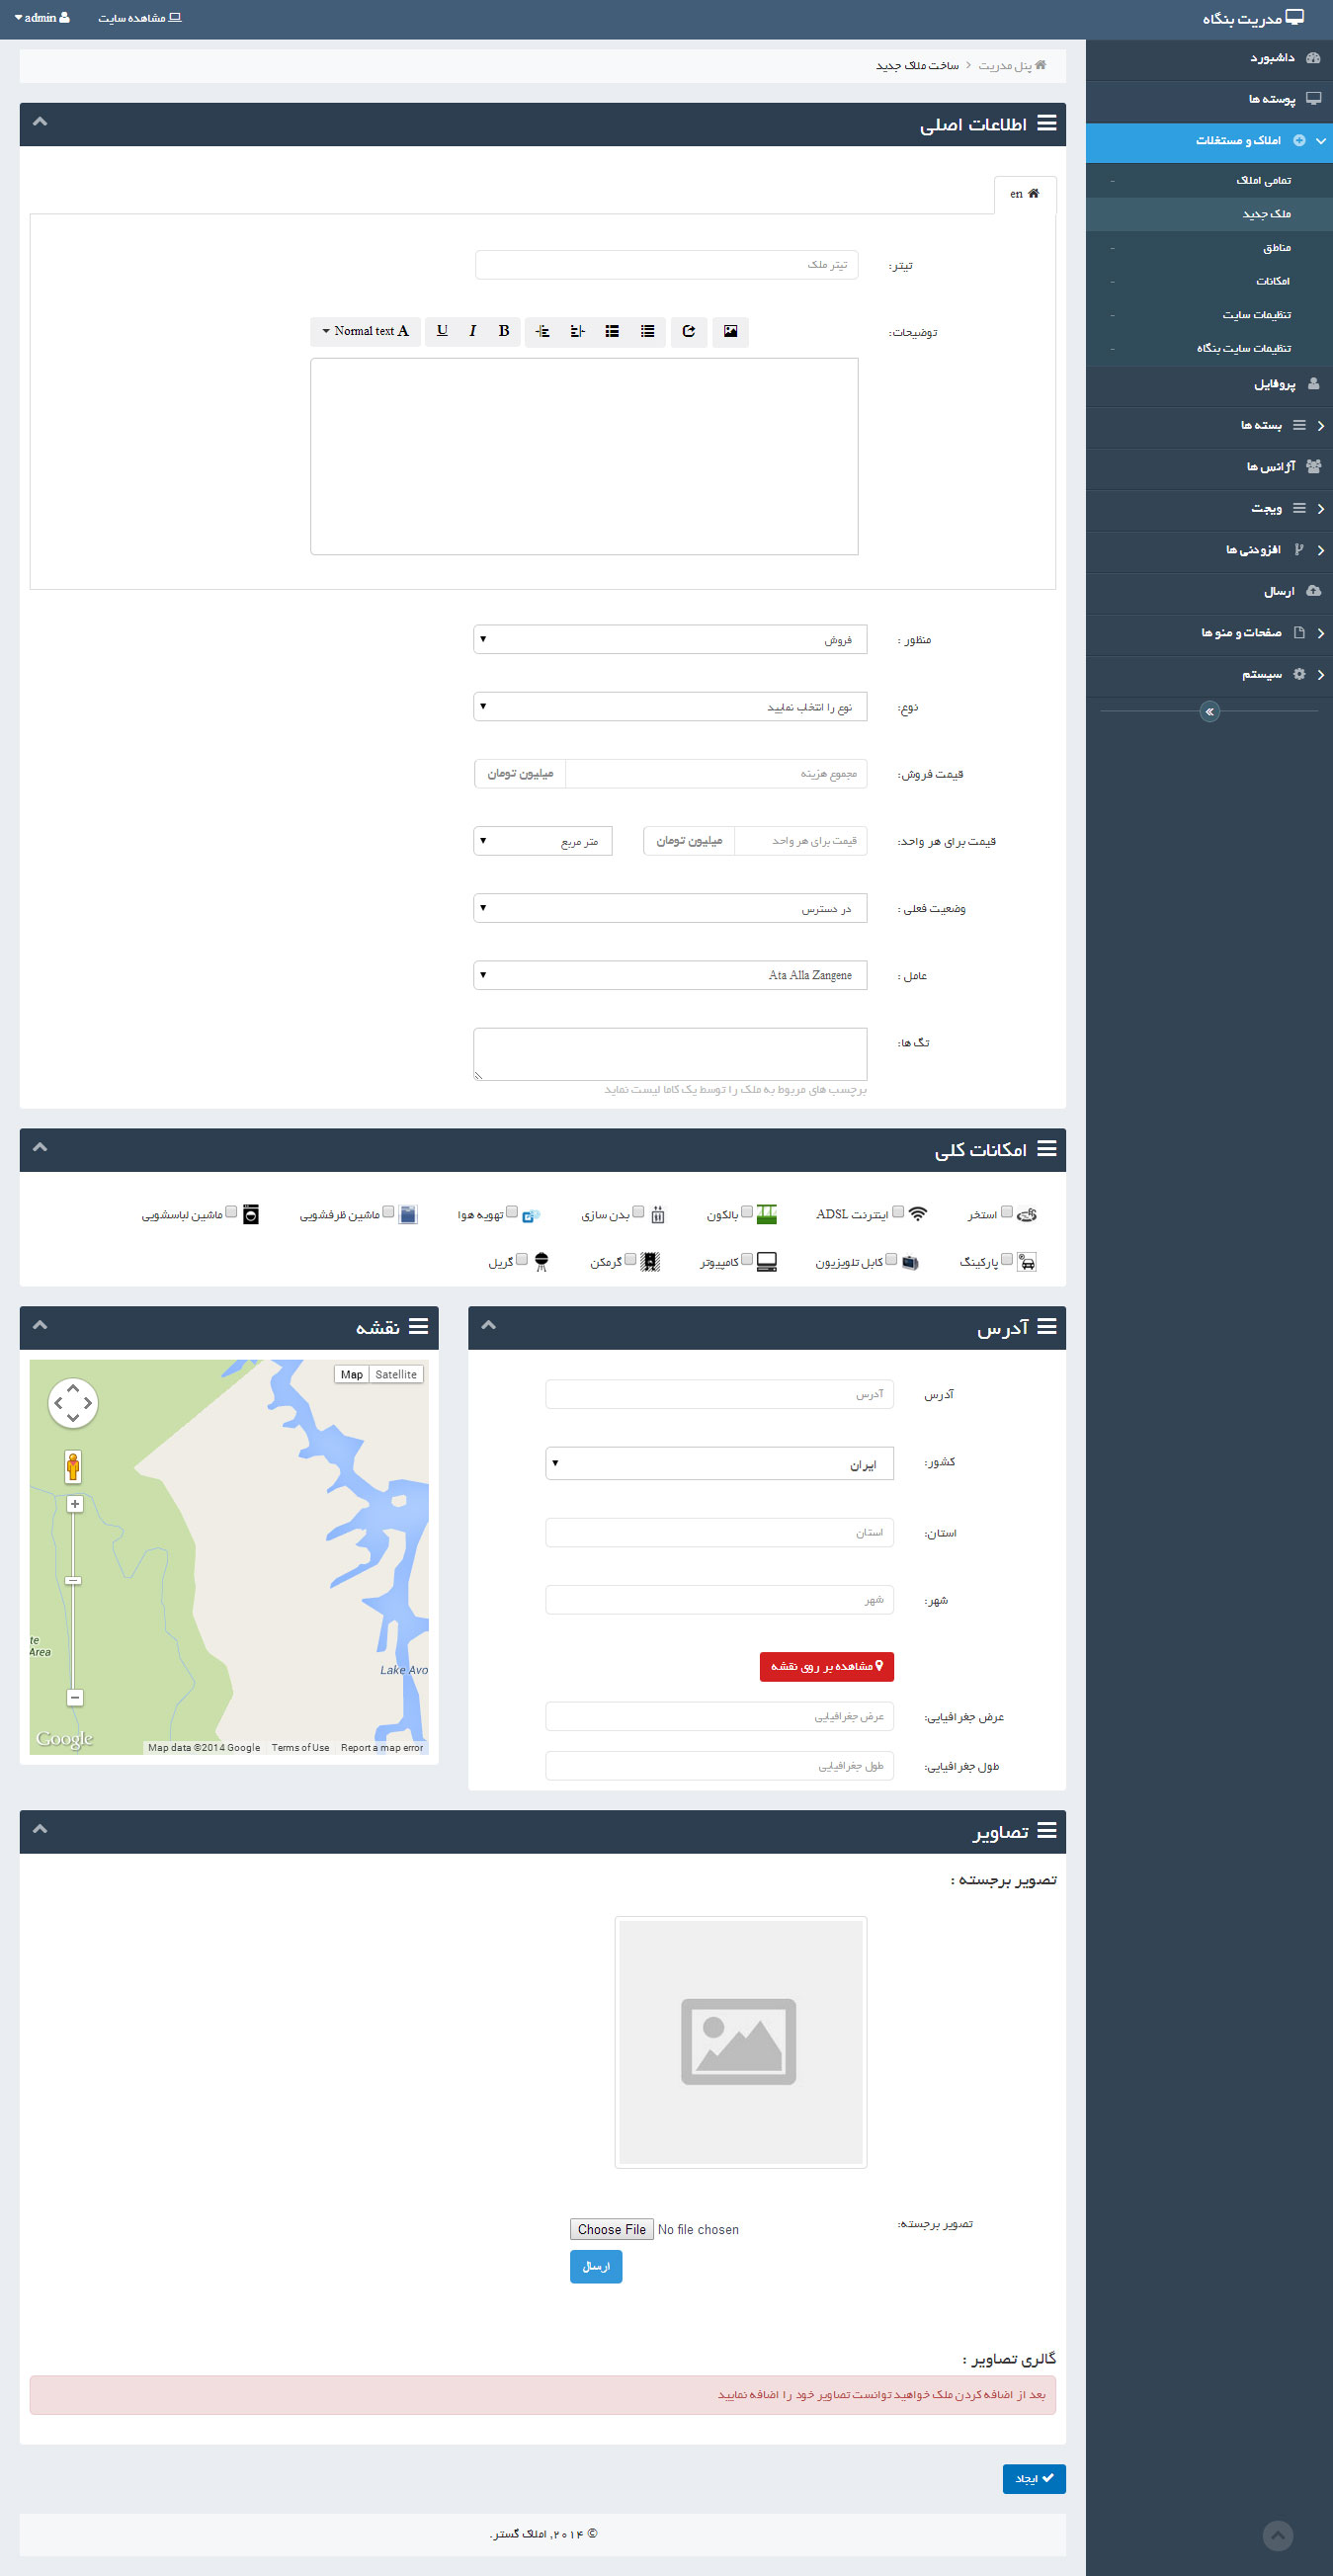 مدریت بنگاه
مشاهده سایت
admin
داشبورد
پوسته ها
املاک و مستغلات
تمامی املاک -
ملک جدید
مناطق -
امکانات -
تنظیمات سایت -
تنظیمات سایت بنگاه -
پروفایل
بسته ها
آژانس ها
ویجت
افزودنی ها
ارسال
صفحات و منو ها
سیستم
پنل مدریت > ساخت ملاک جدید
اطلاعات اصلی
en
تیتر:
تیتر ملک
توضیحات:
Normal text
B I U
منظور :
فروش
نوع:
نوع را انتخاب نمایید
قیمت فروش:
مجموع هزینه
میلیون تومان
قیمت برای هر واحد:
قیمت برای هر واحد
میلیون تومان
متر مربع
وضعیت فعلی :
در دسترس
عامل :
Ata Alla Zangene
تگ ها:
برچسب های مربوط به ملک را توسط یک کاما لیست نماید
امکانات کلی
استخر
اینترنت ADSL
بالکون
بدن سازی
تهویه هوا
ماشین ظرفشویی
ماشین لباسشویی
پارکینگ
کابل تلویزیون
کامپیوتر
گرمکن
گریل
آدرس
آدرس
آدرس
کشور:
ایران
استان:
استان
شهر:
شهر
مشاهده بر روی نقشه
عرض جغرافیایی:
عرض جغرافیایی
طول جغرافیایی:
طول جغرافیایی
نقشه
Map
Satellite
te
Area
Lake Avo
Google
Map data ©2014 Google
Terms of Use
Report a map error
تصاویر
تصویر برجسته :
تصویر برجسته:
Choose File No file chosen
ارسال
گالری تصاویر :
بعد از اضافه کردن ملک خواهید توانست تصاویر خود را اضافه نمایید
ایجاد
© ۲۰۱۴, املاک گستر.